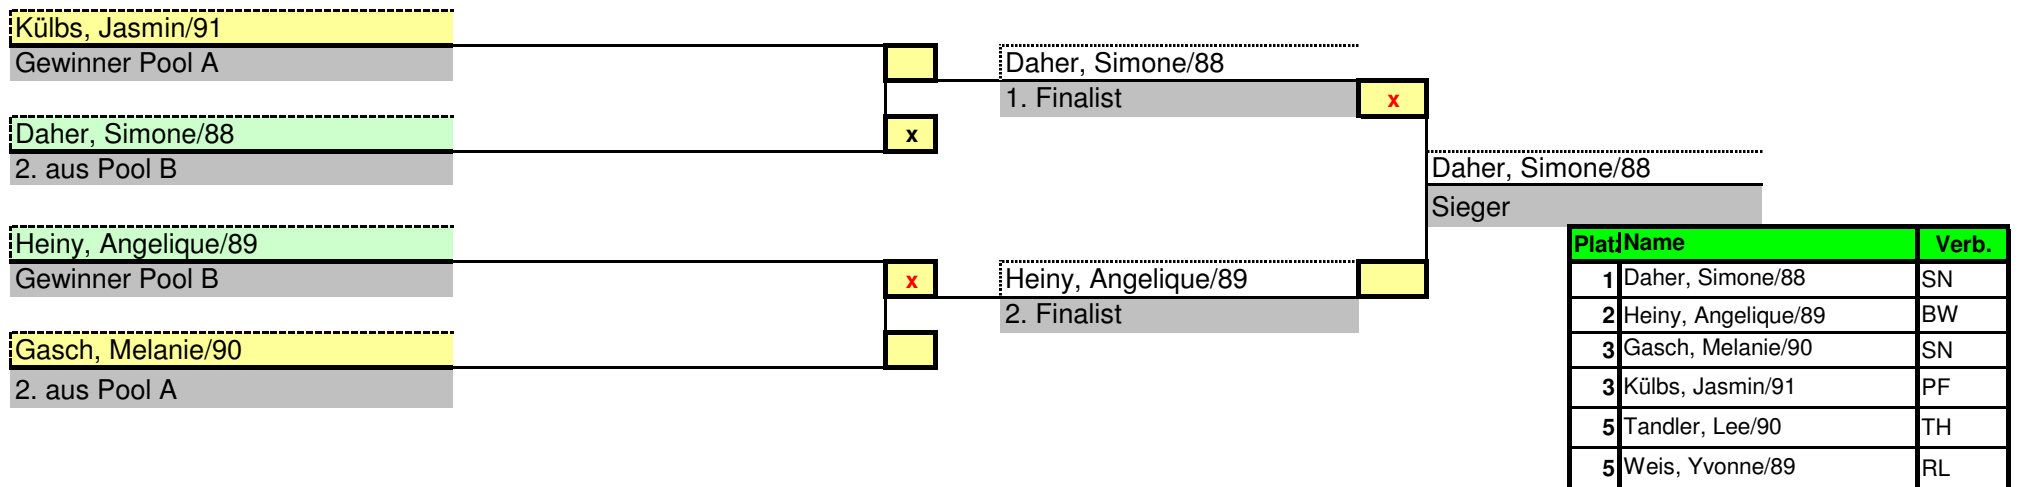 Külbs, Jasmin/91
Gewinner Pool A
Daher, Simone/88
1. Finalist
x
Daher, Simone/88
x
2. aus Pool B
Daher, Simone/88
Sieger
Heiny, Angelique/89
Gewinner Pool B
x
Heiny, Angelique/89
2. Finalist
Gasch, Melanie/90
2. aus Pool A
Platz Name Verb.
1 Daher, Simone/88 SN
2 Heiny, Angelique/89 BW
3 Gasch, Melanie/90 SN
3 Külbs, Jasmin/91 PF
5 Tandler, Lee/90 TH
5 Weis, Yvonne/89 RL